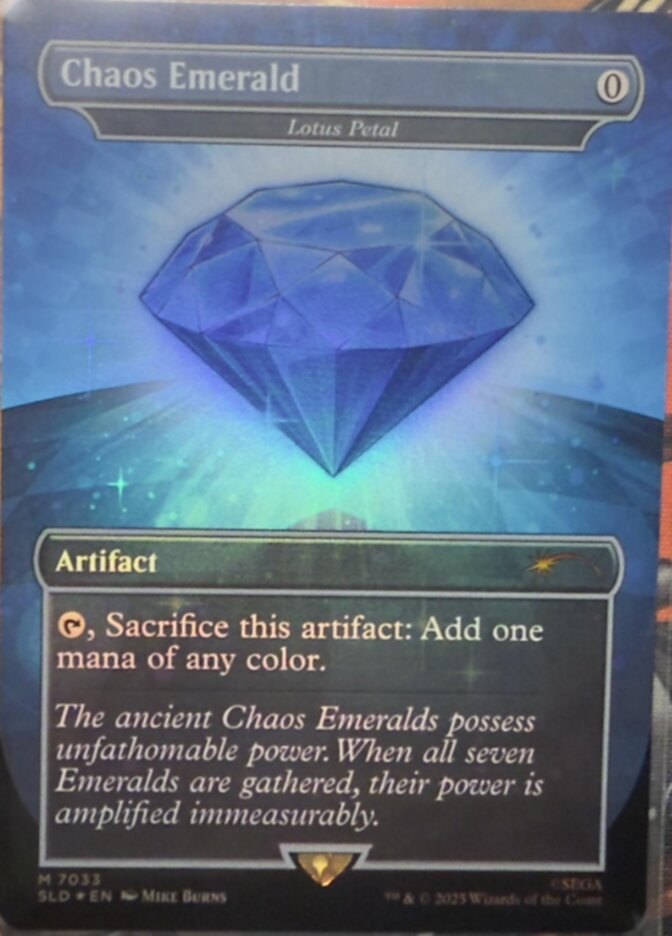 Chaos Emerald 0
Lotus Petal
Artifact
, Sacrifice this artifact: Add one
mana of any color.
The ancient Chaos Emeralds possess
unfathomable power. When all seven
Emeralds are gathered, their power is
amplified immeasurably.
M 7033 ©SEGA
SLD ★ EN MIKE BURNS ™ & © 2025 Wizards of the Coast